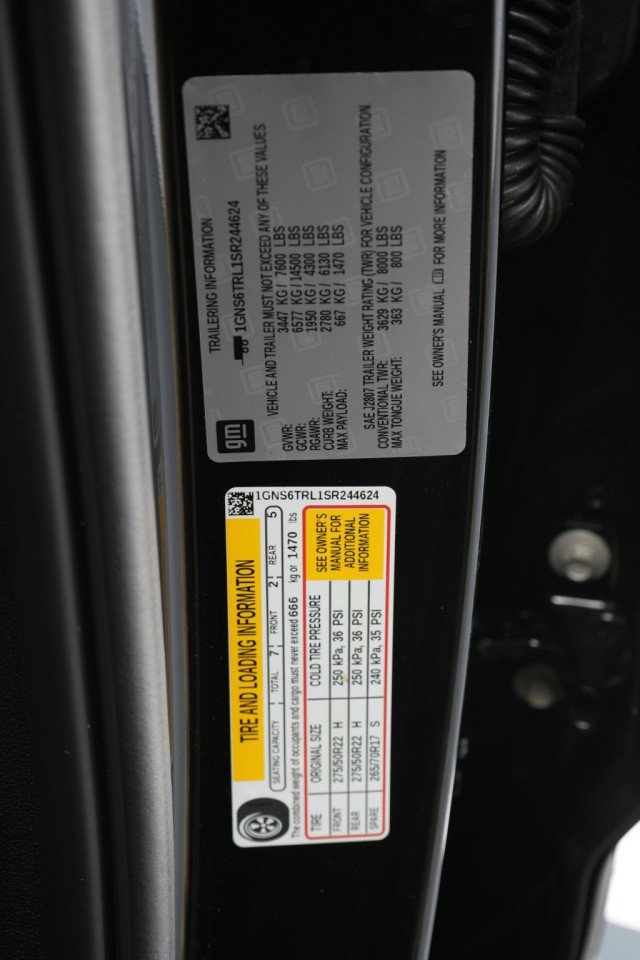 TRAILERING INFORMATION
1GNS6TRL1SR244624
VEHICLE AND TRAILER MUST NOT EXCEED ANY OF THESE VALUES
GVWR: 3447 KG / 7600 LBS
GCWR: 6577 KG / 14500 LBS
RGAWR: 1950 KG / 4300 LBS
CURB WEIGHT: 2780 KG / 6130 LBS
MAX PAYLOAD: 667 KG / 1470 LBS
SAE J2807 TRAILER WEIGHT RATING (TWR) FOR VEHICLE CONFIGURATION
CONVENTIONAL TWR: 3629 KG / 8000 LBS
MAX TONGUE WEIGHT: 363 KG / 800 LBS
SEE OWNER'S MANUAL FOR MORE INFORMATION
gm
1GNS6TRL1SR244624
TIRE AND LOADING INFORMATION
SEATING CAPACITY TOTAL 7 FRONT 2 REAR 5
The combined weight of occupants and cargo must never exceed 666 kg or 1470 lbs.
TIRE ORIGINAL SIZE COLD TIRE PRESSURE
FRONT 275/50R22 H 250 kPa, 36 PSI
REAR 275/50R22 H 250 kPa, 36 PSI
SPARE 265/70R17 S 240 kPa, 35 PSI
SEE OWNER'S
MANUAL FOR
ADDITIONAL
INFORMATION